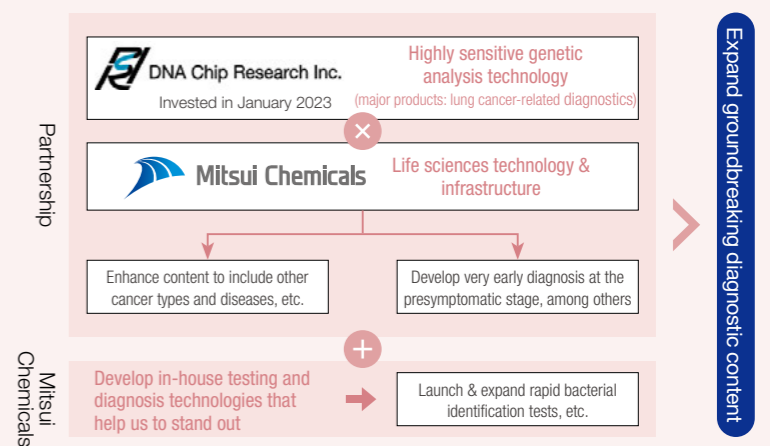 Partnership
DNA Chip Research Inc.
Invested in January 2023
Highly sensitive genetic
analysis technology
(major products: lung cancer-related diagnostics)
×
Mitsui Chemicals
Life sciences technology &
infrastructure
Enhance content to include other
cancer types and diseases, etc.
Develop very early diagnosis at the
presymptomatic stage, among others
+
Mitsui
Chemicals
Develop in-house testing and
diagnosis technologies that
help us to stand out
Launch & expand rapid bacterial
identification tests, etc.
Expand groundbreaking diagnostic content